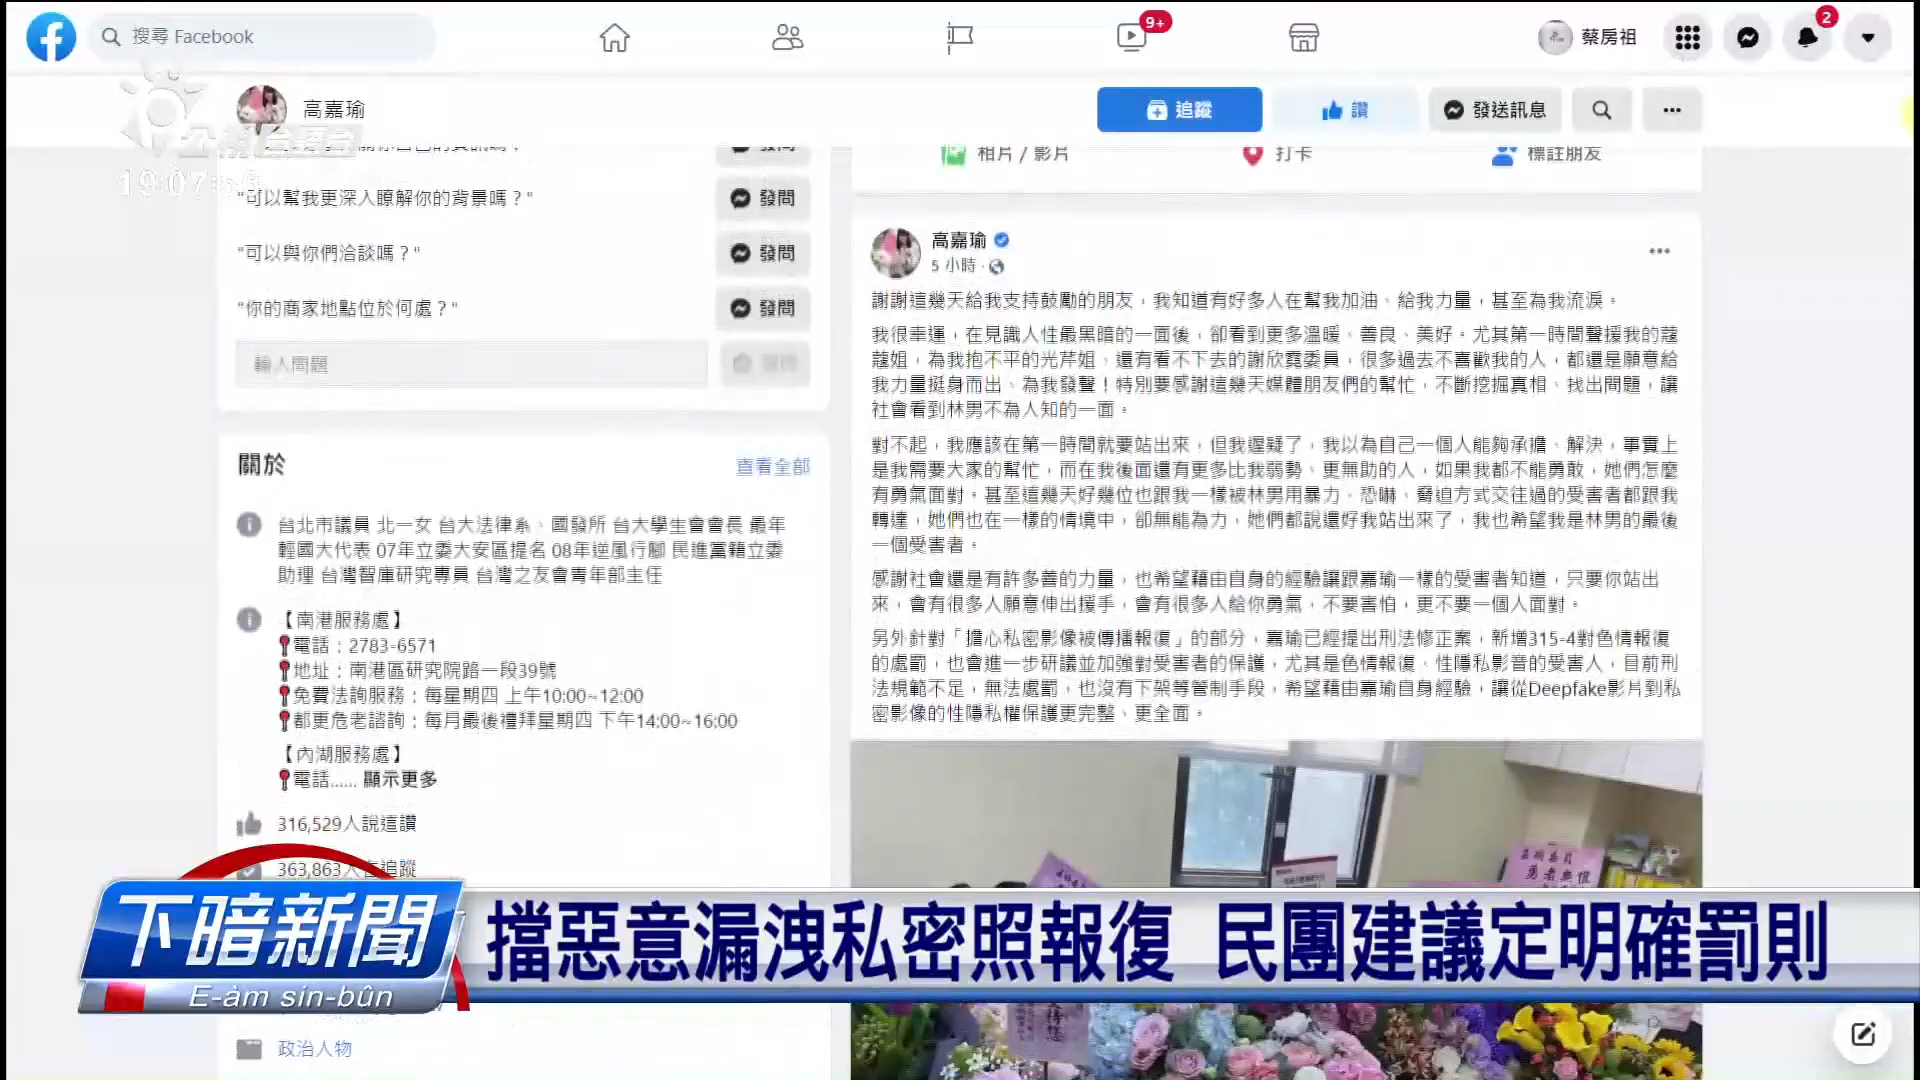 搜尋 Facebook
9+
蔡房祖
2
高嘉瑜
追蹤
讚
發送訊息
公視台語台
19:07:56
相片 / 影片
打卡
標註朋友
"可以幫我更深入瞭解你的背景嗎？"
發問
"可以與你們洽談嗎？"
發問
"你的商家地點位於何處？"
發問
輸入問題
關於
查看全部
台北市議員 北一女 台大法律系、國發所 台大學生會會長 最年
輕國大代表 07年立委大安區提名 08年逆風行腳 民進黨籍立委
助理 台灣智庫研究專員 台灣之友會青年部主任
【南港服務處】
電話：2783-6571
地址：南港區研究院路一段39號
免費法詢服務：每星期四 上午10:00~12:00
都更危老諮詢：每月最後禮拜星期四 下午14:00~16:00
【內湖服務處】
電話...... 顯示更多
316,529人說這讚
363,863人在追蹤
政治人物
高嘉瑜
5 小時 ·
謝謝這幾天給我支持鼓勵的朋友，我知道有好多人在幫我加油、給我力量，甚至為我流淚。
我很幸運，在見識人性最黑暗的一面後，卻看到更多溫暖、善良、美好。尤其第一時間聲援我的蔻
蔻姐，為我抱不平的光芹姐、還有看不下去的謝欣霓委員，很多過去不喜歡我的人，都還是願意給
我力量挺身而出、為我發聲！特別要感謝這幾天媒體朋友們的幫忙，不斷挖掘真相、找出問題，讓
社會看到林男不為人知的一面。
對不起，我應該在第一時間就要站出來，但我遲疑了，我以為自己一個人能夠承擔、解決，事實上
是我需要大家的幫忙，而在我後面還有更多比我弱勢、更無助的人，如果我都不能勇敢，她們怎麼
有勇氣面對。甚至這幾天好幾位也跟我一樣被林男用暴力、恐嚇、脅迫方式交往過的受害者都跟我
轉達，她們也在一樣的情境中，卻無能為力，她們都說還好我站出來了，我也希望我是林男的最後
一個受害者。
感謝社會還是有許多善的力量，也希望藉由自身的經驗讓跟嘉瑜一樣的受害者知道，只要你站出
來，會有很多人願意伸出援手，會有很多人給你勇氣，不要害怕，更不要一個人面對。
另外針對「擔心私密影像被傳播報復」的部分，嘉瑜已經提出刑法修正案，新增315-4對色情報復
的處罰，也會進一步研議並加強對受害者的保護，尤其是色情報復、性隱私影音的受害人，目前刑
法規範不足，無法處罰，也沒有下架等管制手段，希望藉由嘉瑜自身經驗，讓從Deepfake影片到私
密影像的性隱私權保護更完整、更全面。
下暗新聞
E-àm sin-bûn
擋惡意漏洩私密照報復 民團建議定明確罰則